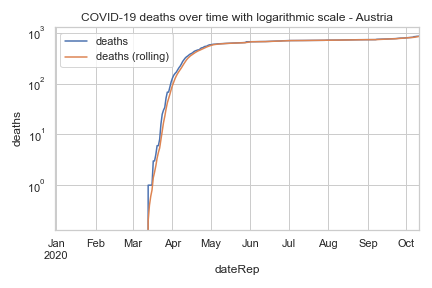 COVID-19 deaths over time with logarithmic scale - Austria
deaths
deaths (rolling)
deaths
10³
10²
10¹
10⁰
Jan Feb Mar Apr May Jun Jul Aug Sep Oct
2020
dateRep